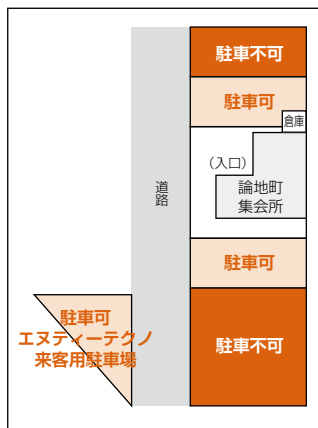 駐車不可
駐車可
倉庫
（入口）
論地町
集会所
道路
駐車可
駐車可
エヌティーテクノ
来客用駐車場
駐車不可